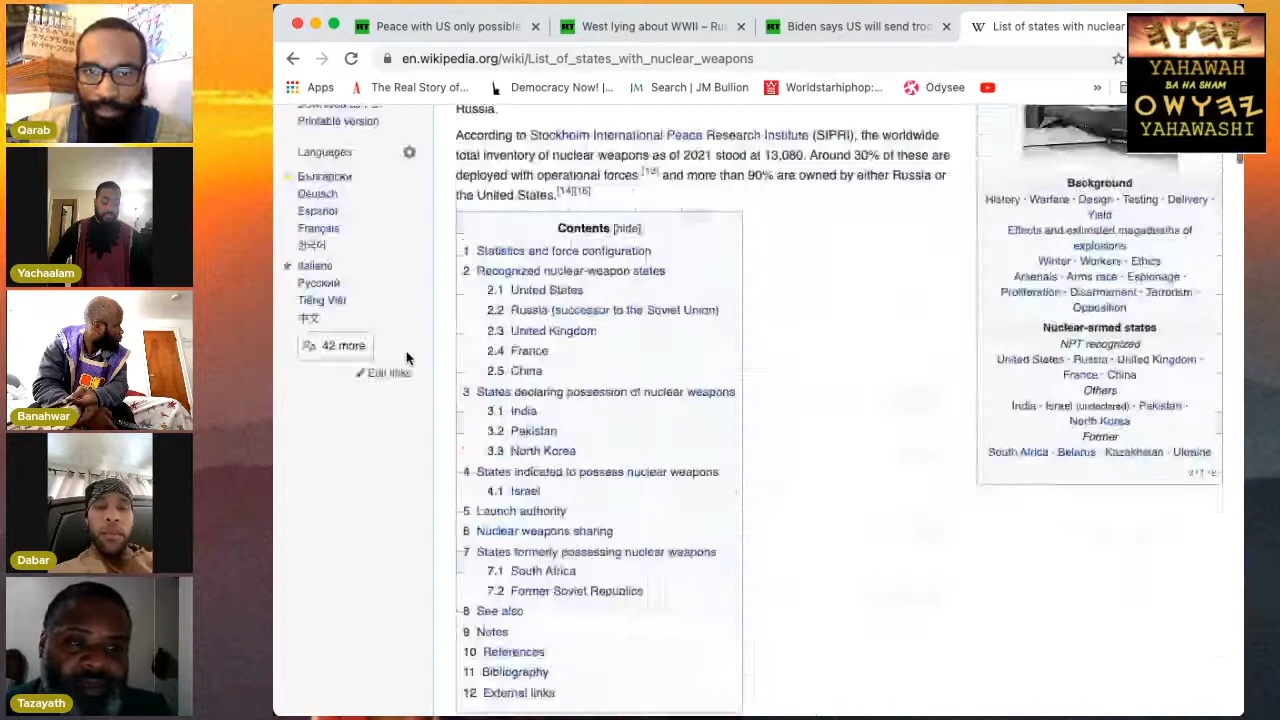 Qarab
Yachaalam
Banahwar
Dabar
Tazayath
RT Peace with US only possible
RT West lying about WWII – Rus
RT Biden says US will send troo
W List of states with nuclear
en.wikipedia.org/wiki/List_of_states_with_nuclear_weapons
Apps
The Real Story of...
Democracy Now! |...
JM Search | JM Bullion
Worldstarhiphop:...
Odysee
»
YAHAWAH
BA HA SHAM
YAHAWASHI
Printable version
Languages
Български
Deutsch
Español
Français
한국어
Italiano
Русский
Tiếng Việt
中文
42 more
Edit links
Russia.
According to Stockholm International Peace Research Institute (SIPRI), the worldwide
total inventory of nuclear weapons as of 2021 stood at 13,080. Around 30% of these are
deployed with operational forces and more than 90% are owned by either Russia or
the United States.[14][15]
Contents [hide]
1 Statistics and force configuration
2 Recognized nuclear-weapon states
2.1 United States
2.2 Russia (successor to the Soviet Union)
2.3 United Kingdom
2.4 France
2.5 China
3 States declaring possession of nuclear weapons
3.1 India
3.2 Pakistan
3.3 North Korea
4 States indicated to possess nuclear weapons
4.1 Israel
5 Launch authority
6 Nuclear weapons sharing
7 States formerly possessing nuclear weapons
7.1 South Africa
7.2 Former Soviet Republics
8 See also
9 Notes
10 References
11 Bibliography
12 External links
Background
History · Warfare · Design · Testing · Delivery ·
Yield
Effects and estimated megadeaths of
explosions
Winter · Workers · Ethics
Arsenals · Arms race · Espionage ·
Proliferation · Disarmament · Terrorism ·
Opposition
Nuclear-armed states
NPT recognized
United States · Russia · United Kingdom ·
France · China
Others
India · Israel (undeclared) · Pakistan ·
North Korea
Former
South Africa · Belarus · Kazakhstan · Ukraine
V · T · E